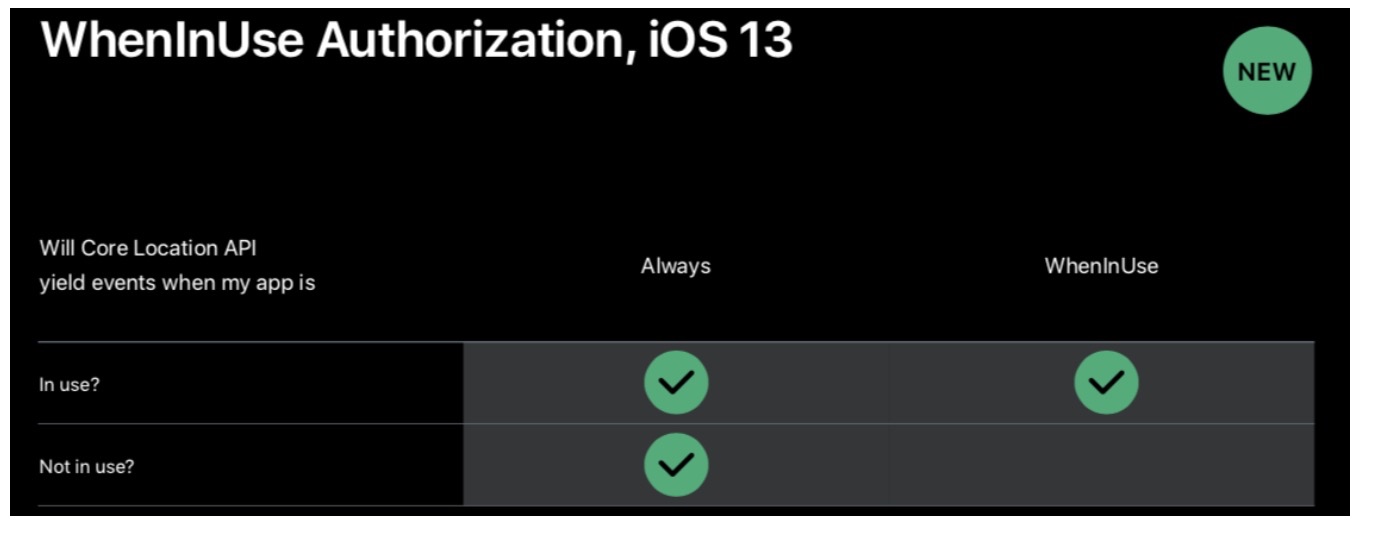 WhenInUse Authorization, iOS 13
NEW
Will Core Location API
yield events when my app is
Always
WhenInUse
In use?
Not in use?